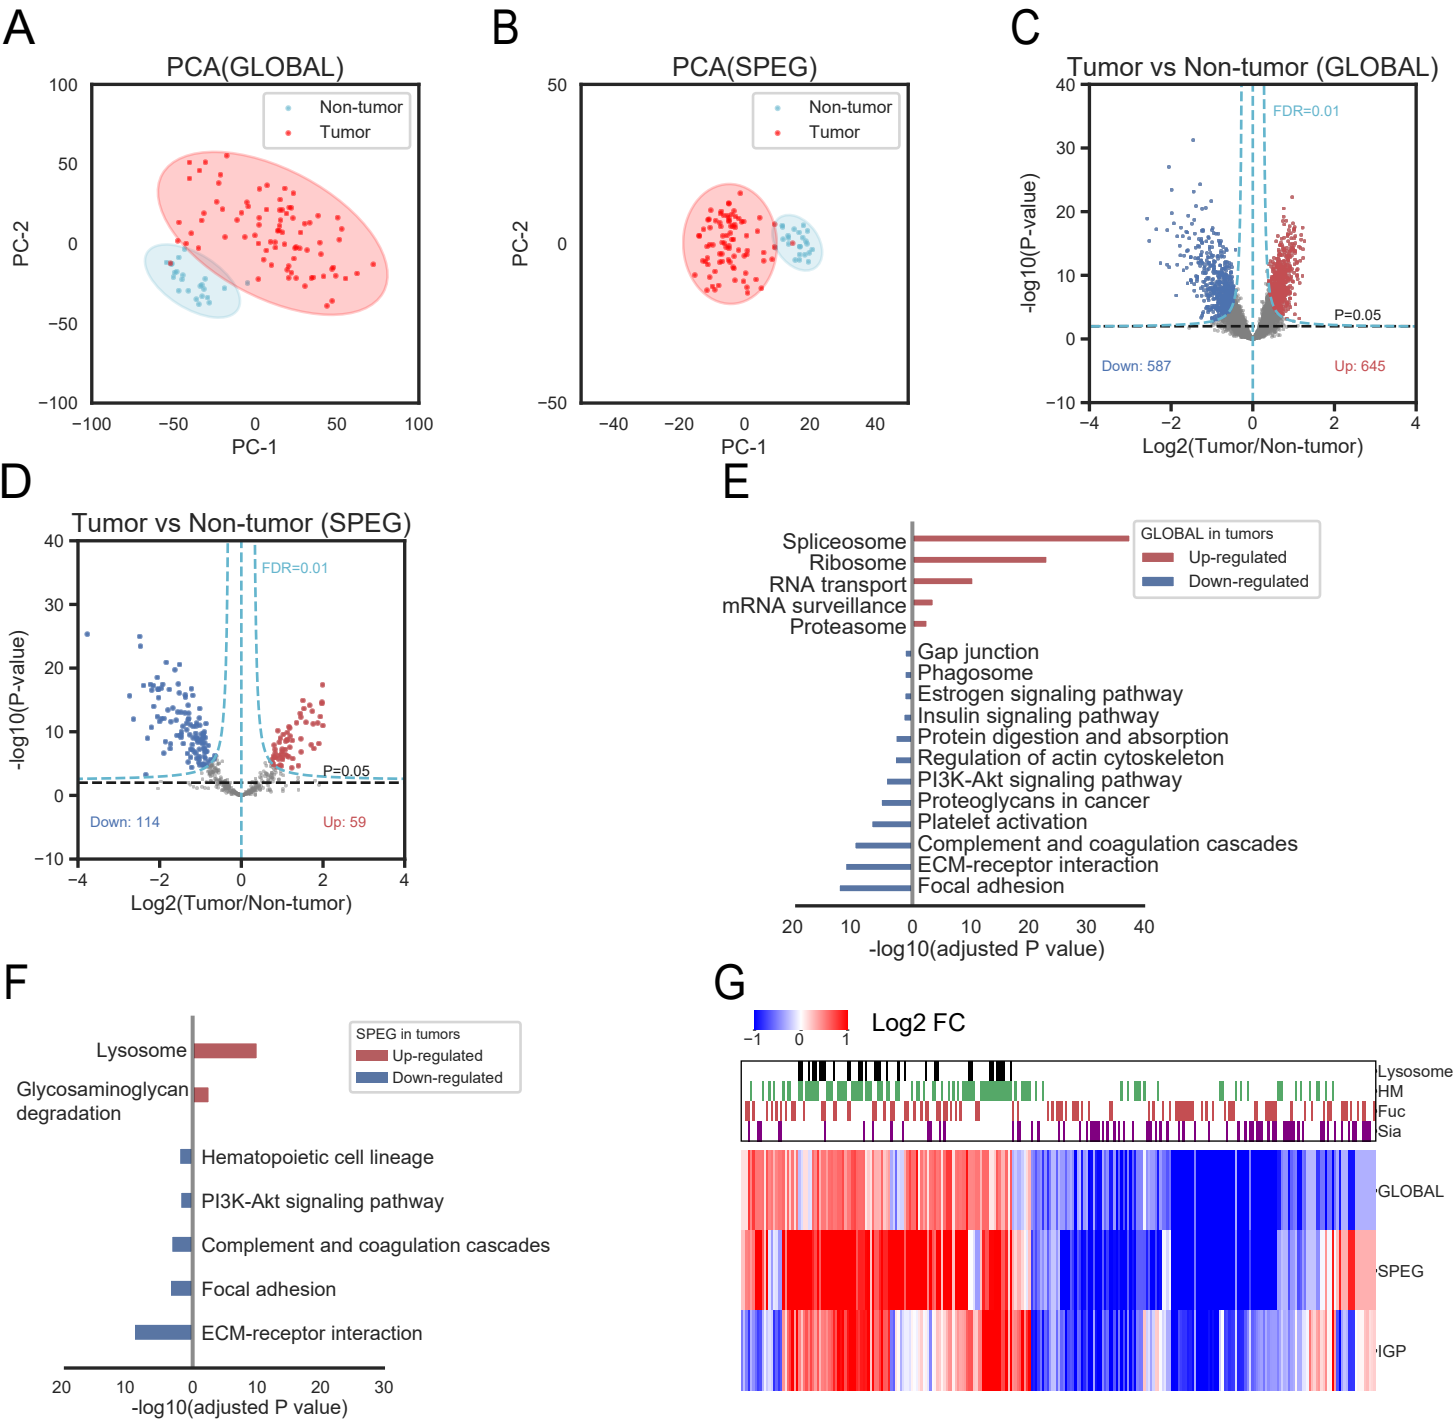 A
PCA(GLOBAL)
100
50
0
−50
−100
−100
−50
0
50
100
PC-2
PC-1
Non-tumor
Tumor
B
PCA(SPEG)
50
0
−50
−40
−20
0
20
40
PC-2
PC-1
Non-tumor
Tumor
C
Tumor vs Non-tumor (GLOBAL)
40
30
20
10
0
−10
−4
−2
0
2
4
-log10(P-value)
Log2(Tumor/Non-tumor)
FDR=0.01
P=0.05
Down: 587
Up: 645
D
Tumor vs Non-tumor (SPEG)
40
30
20
10
0
−10
−4
−2
0
2
4
-log10(P-value)
Log2(Tumor/Non-tumor)
FDR=0.01
P=0.05
Down: 114
Up: 59
E
GLOBAL in tumors
Up-regulated
Down-regulated
Spliceosome
Ribosome
RNA transport
mRNA surveillance
Proteasome
Gap junction
Phagosome
Estrogen signaling pathway
Insulin signaling pathway
Protein digestion and absorption
Regulation of actin cytoskeleton
PI3K-Akt signaling pathway
Proteoglycans in cancer
Platelet activation
Complement and coagulation cascades
ECM-receptor interaction
Focal adhesion
20
10
0
10
20
30
40
-log10(adjusted P value)
F
SPEG in tumors
Up-regulated
Down-regulated
Lysosome
Glycosaminoglycan
degradation
Hematopoietic cell lineage
PI3K-Akt signaling pathway
Complement and coagulation cascades
Focal adhesion
ECM-receptor interaction
20
10
0
10
20
30
-log10(adjusted P value)
G
−1
0
1
Log2 FC
Lysosome
HM
Fuc
Sia
GLOBAL
SPEG
IGP